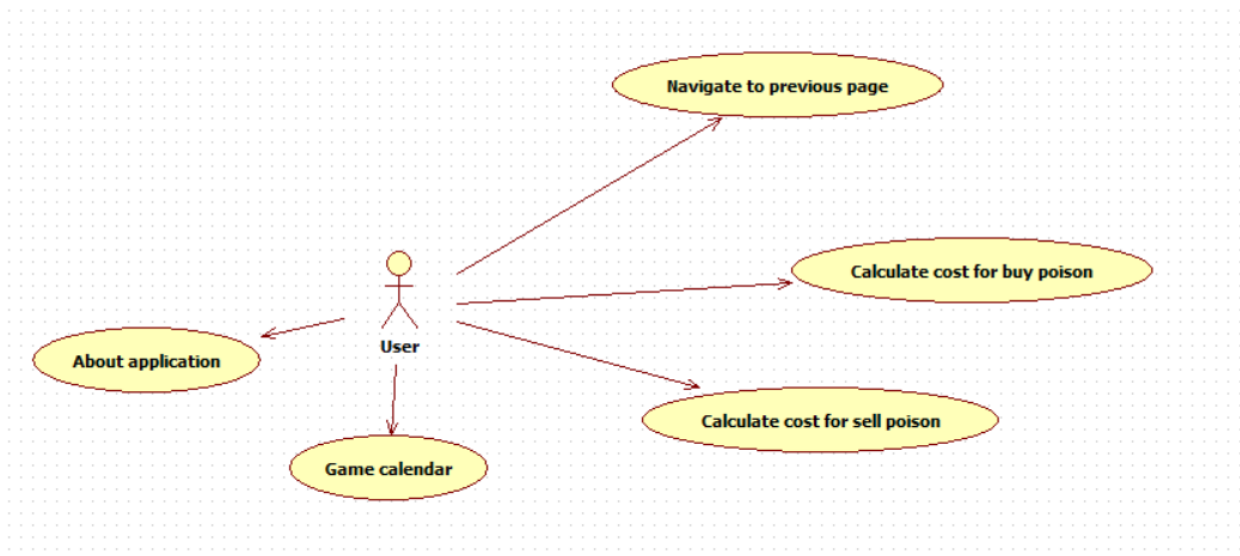 Navigate to previous page
Calculate cost for buy poison
User
About application
Calculate cost for sell poison
Game calendar